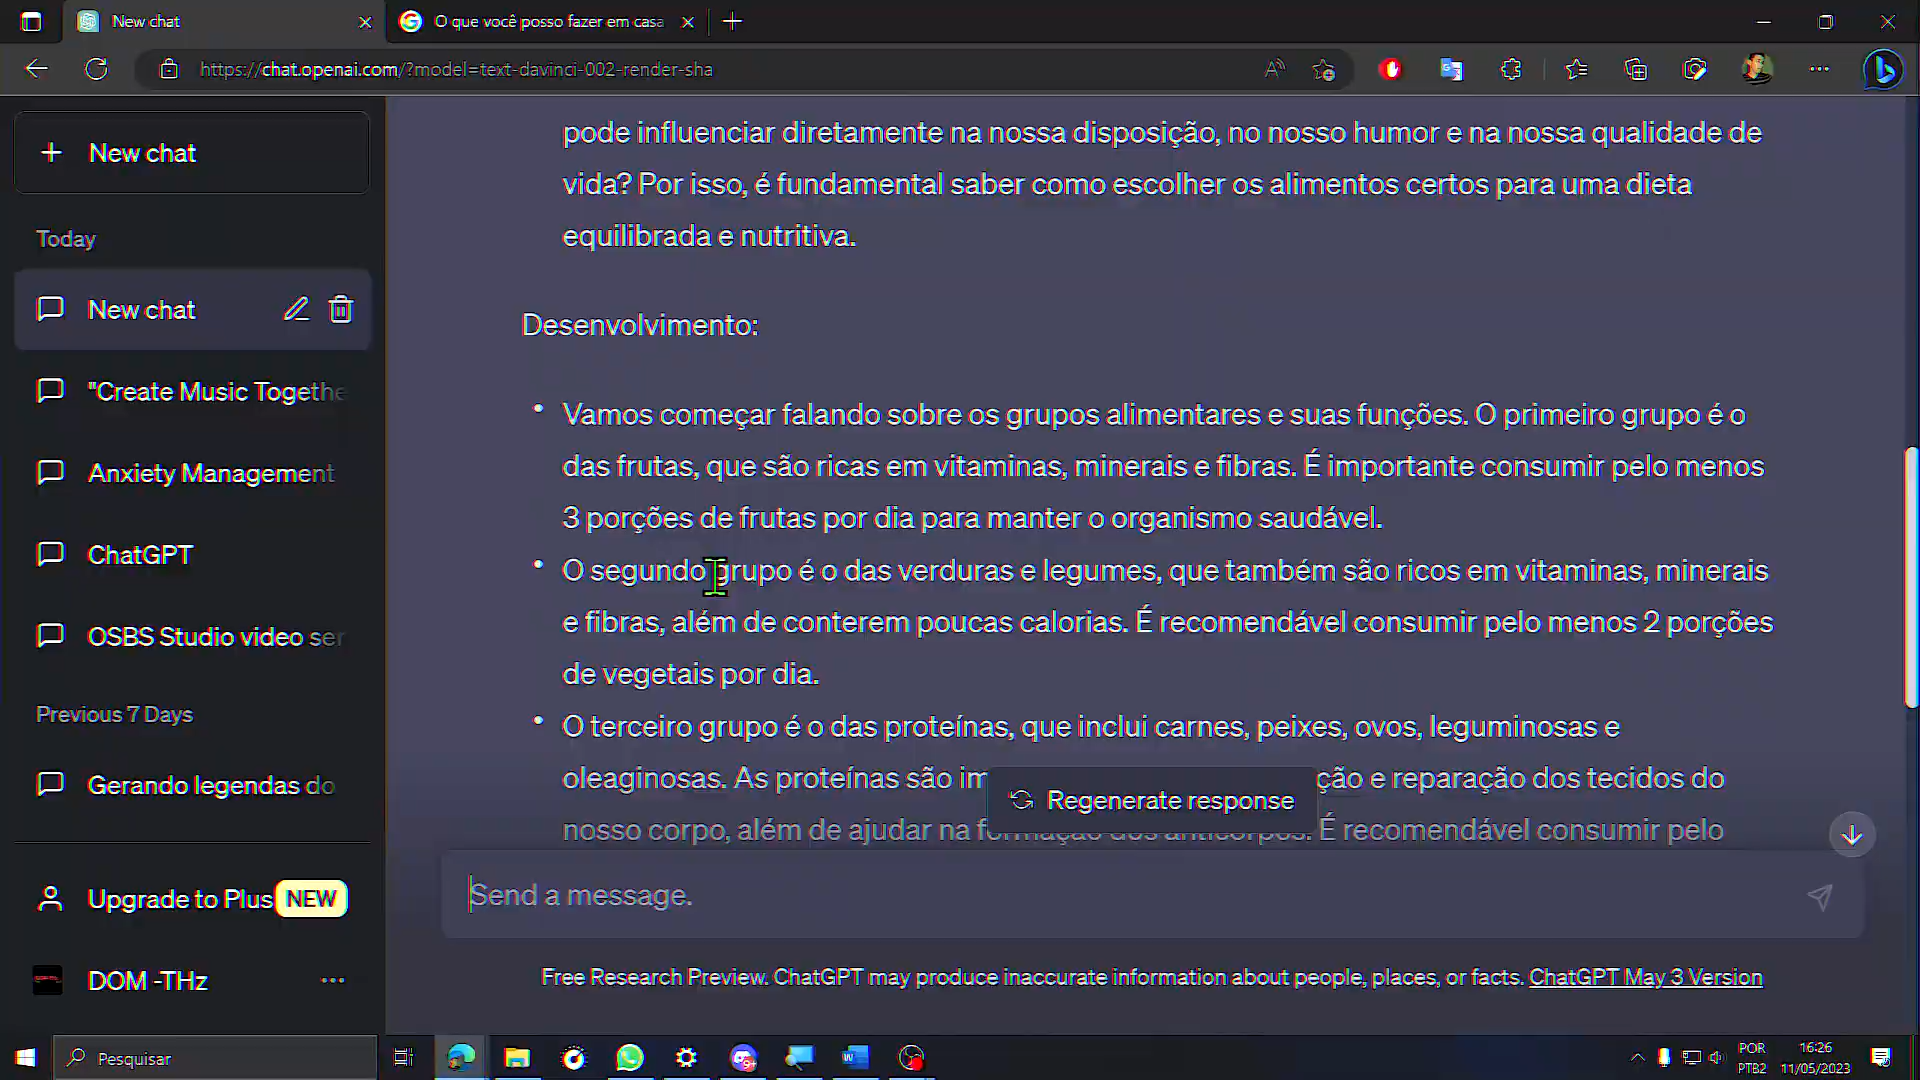 New chat
O que você posso fazer em casa
https://chat.openai.com/?model=text-davinci-002-render-sha
New chat
Today
New chat
"Create Music Togethe
Anxiety Management
ChatGPT
OSBS Studio video ser
Previous 7 Days
Gerando legendas do
Upgrade to Plus NEW
DOM -THz
pode influenciar diretamente na nossa disposição, no nosso humor e na nossa qualidade de
vida? Por isso, é fundamental saber como escolher os alimentos certos para uma dieta
equilibrada e nutritiva.
Desenvolvimento:
• Vamos começar falando sobre os grupos alimentares e suas funções. O primeiro grupo é o
das frutas, que são ricas em vitaminas, minerais e fibras. É importante consumir pelo menos
3 porções de frutas por dia para manter o organismo saudável.
• O segundo grupo é o das verduras e legumes, que também são ricos em vitaminas, minerais
e fibras, além de conterem poucas calorias. É recomendável consumir pelo menos 2 porções
de vegetais por dia.
• O terceiro grupo é o das proteínas, que inclui carnes, peixes, ovos, leguminosas e
oleaginosas. As proteínas são im ção e reparação dos tecidos do
Regenerate response
nosso corpo, além de ajudar na formação dos anticorpos. É recomendável consumir pelo
Send a message.
Free Research Preview. ChatGPT may produce inaccurate information about people, places, or facts. ChatGPT May 3 Version
Pesquisar
POR
PTB2
16:26
11/05/2023